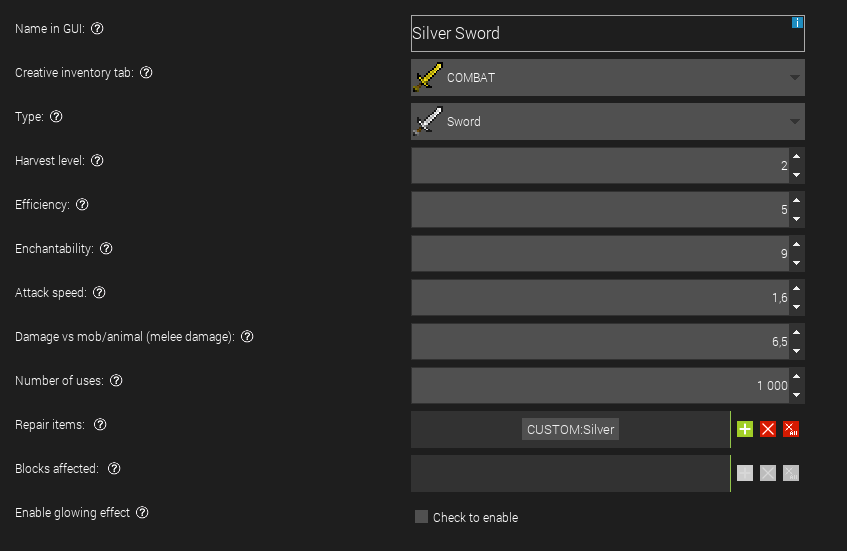 Name in GUI: ?
Silver Sword
i
Creative inventory tab: ?
COMBAT
Type: ?
Sword
Harvest level: ?
2
Efficiency: ?
5
Enchantability: ?
9
Attack speed: ?
1,6
Damage vs mob/animal (melee damage): ?
6,5
Number of uses: ?
1 000
Repair items: ?
CUSTOM:Silver
All
Blocks affected: ?
All
Enable glowing effect ?
Check to enable